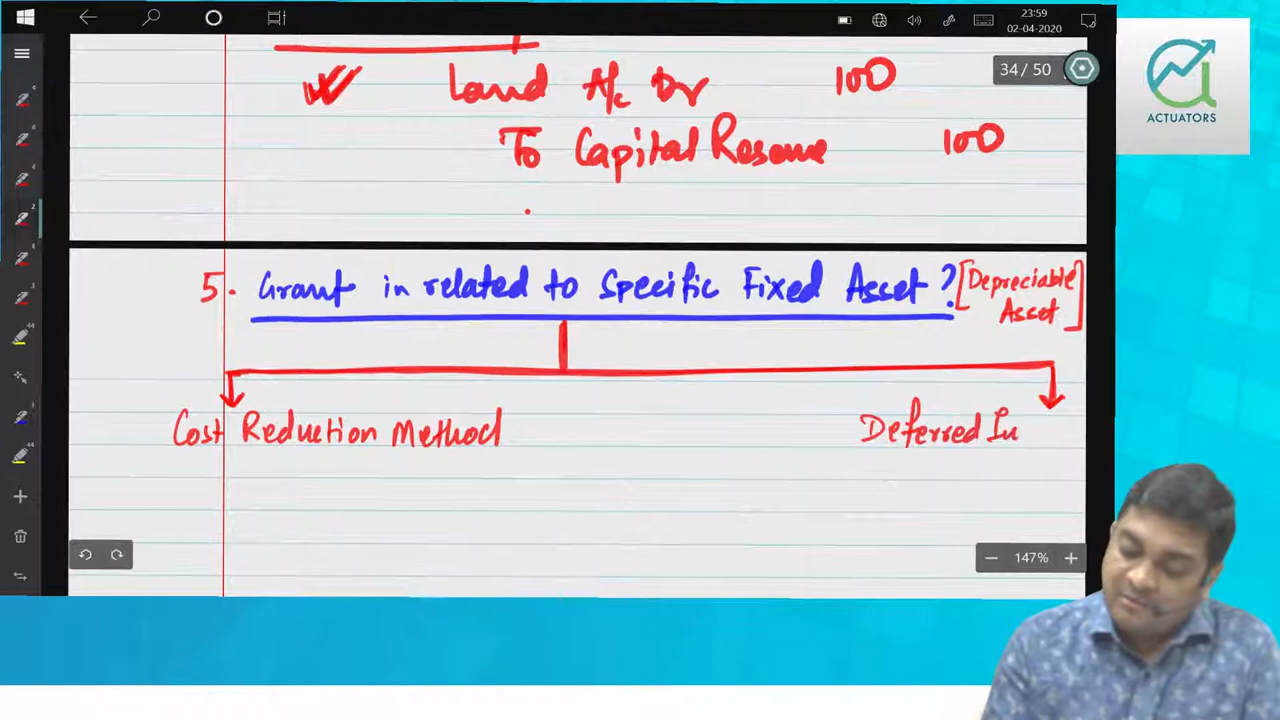 23:59
02-04-2020
34 / 50
ACTUATORS
Land A/c Dr 100
To Capital Reserve 100
5. Grant in related to Specific Fixed Asset? [Depreciable Asset]
Cost Reduction Method
Deferred In
147%